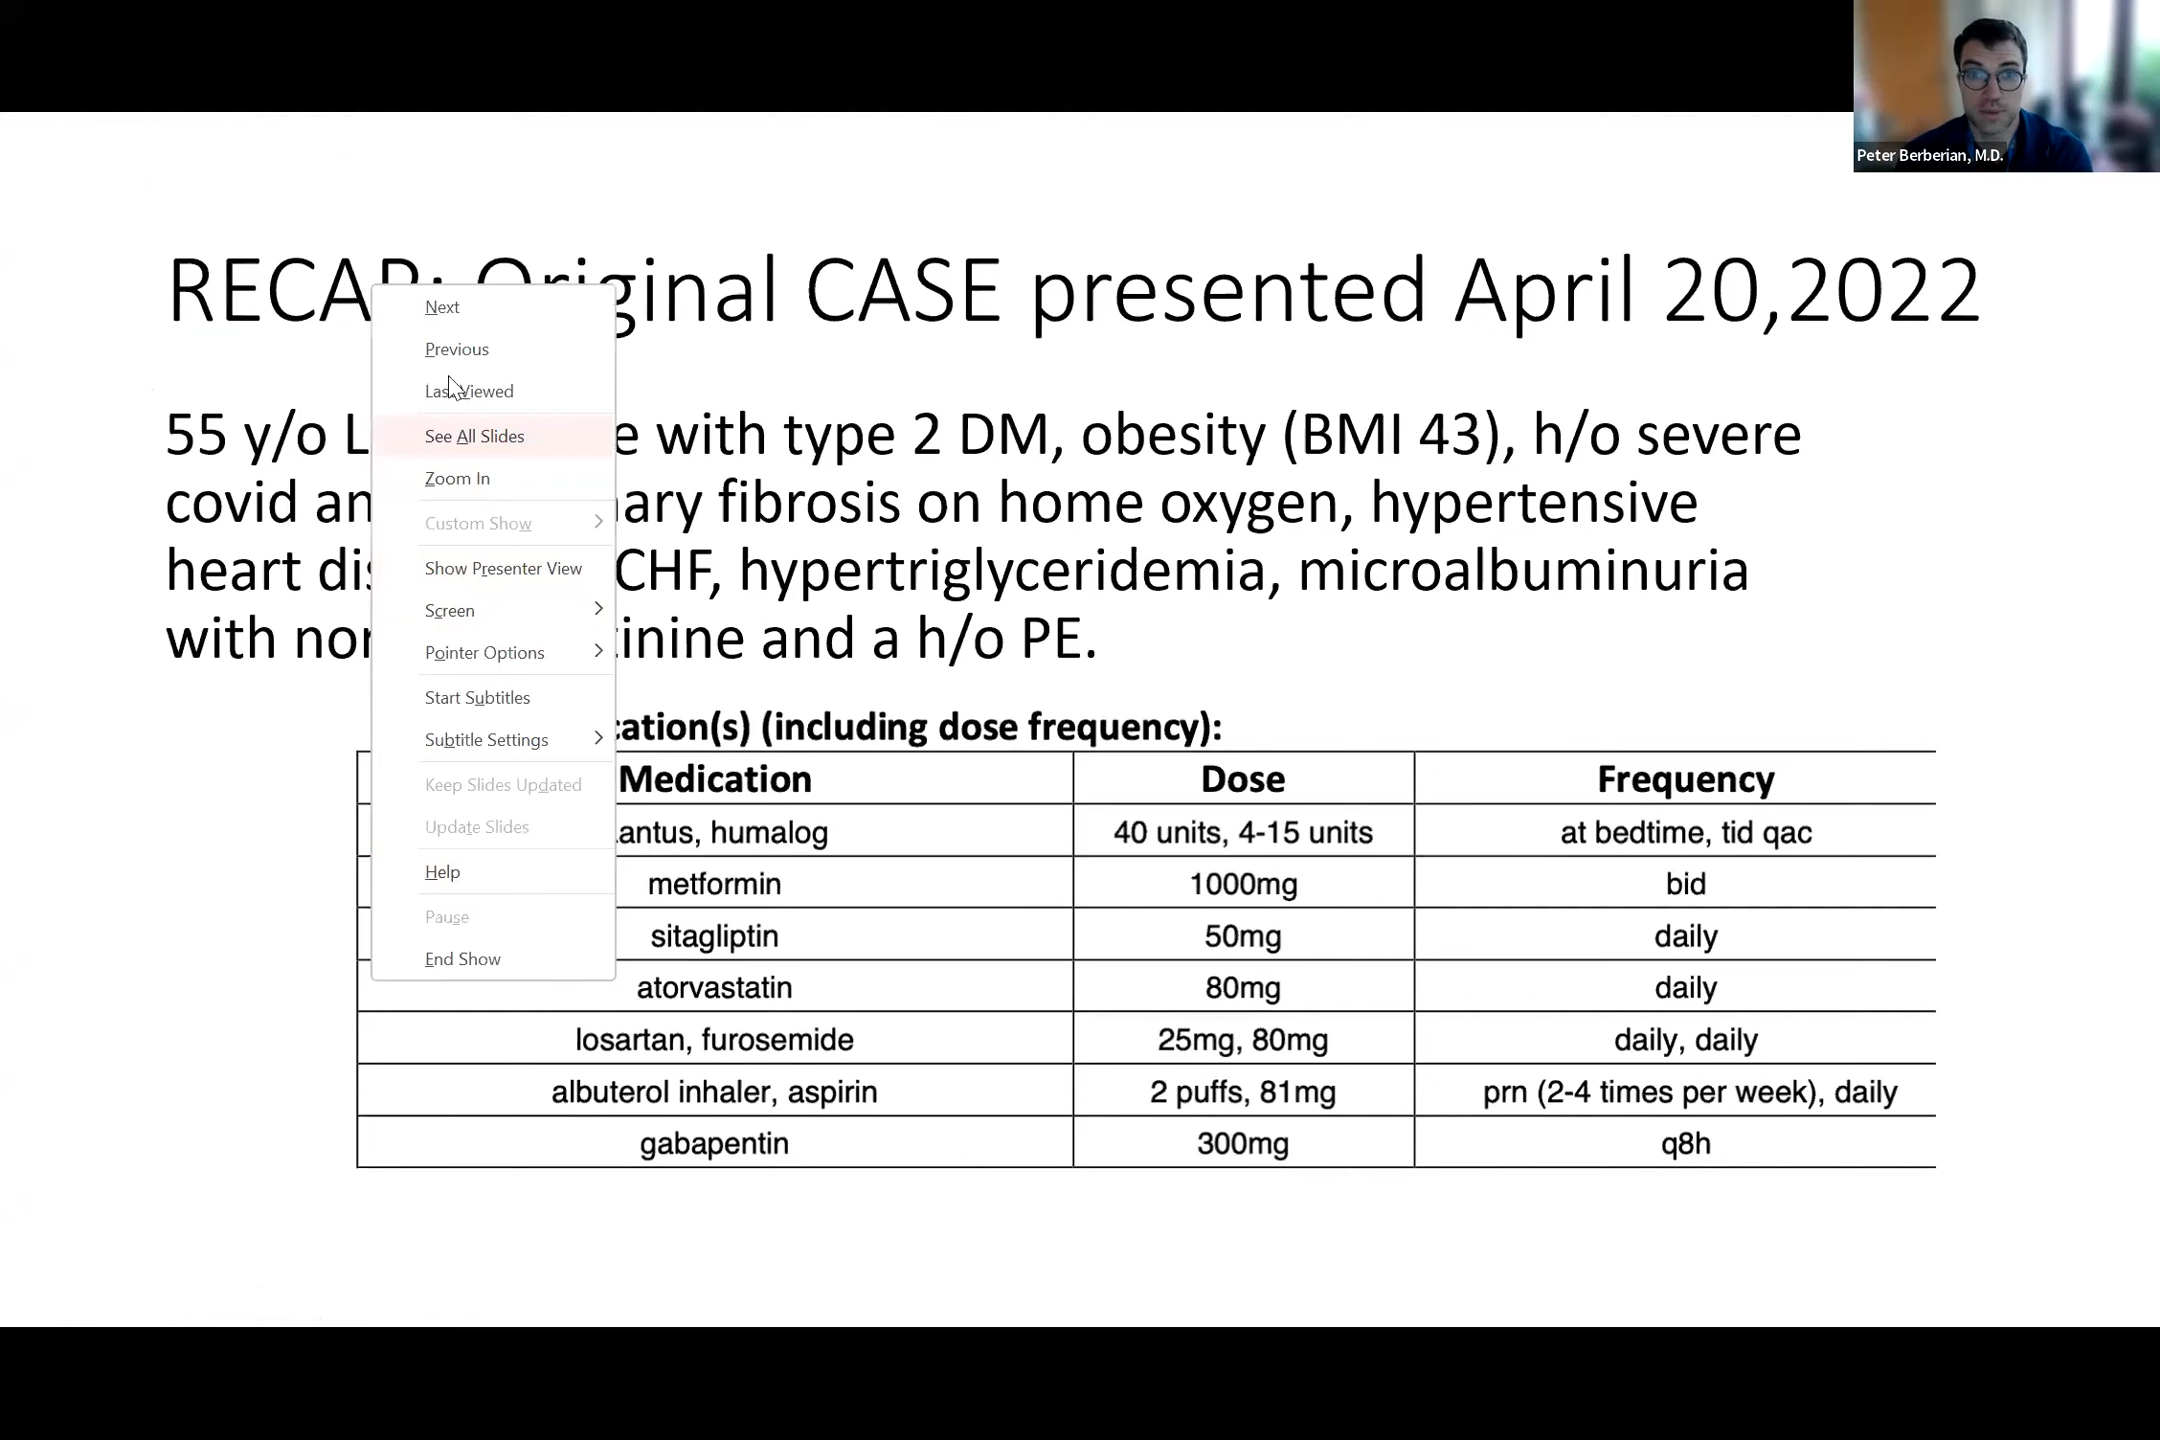 Peter Berberian, M.D.
RECAP: Original CASE presented April 20,2022
55 y/o L e with type 2 DM, obesity (BMI 43), h/o severe
covid an ary fibrosis on home oxygen, hypertensive
heart dis CHF, hypertriglyceridemia, microalbuminuria
with nor tinine and a h/o PE.
cation(s) (including dose frequency):
Medication Dose Frequency
antus, humalog 40 units, 4-15 units at bedtime, tid qac
metformin 1000mg bid
sitagliptin 50mg daily
atorvastatin 80mg daily
losartan, furosemide 25mg, 80mg daily, daily
albuterol inhaler, aspirin 2 puffs, 81mg prn (2-4 times per week), daily
gabapentin 300mg q8h
Next
Previous
Last Viewed
See All Slides
Zoom In
Custom Show
Show Presenter View
Screen
Pointer Options
Start Subtitles
Subtitle Settings
Keep Slides Updated
Update Slides
Help
Pause
End Show